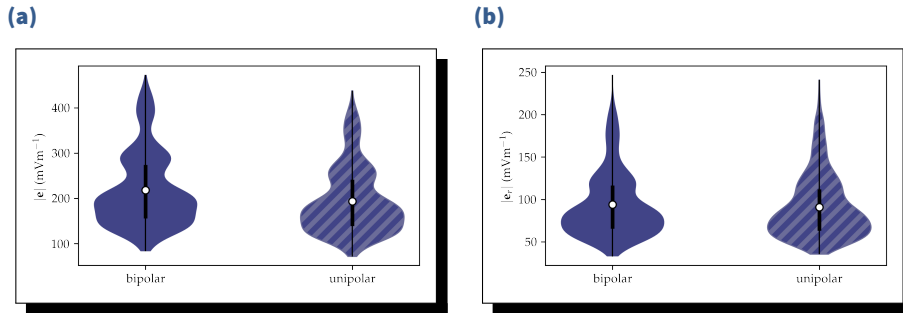 (a)
|e| (mVm−1)
400
300
200
100
bipolar
unipolar
(b)
|er| (mVm−1)
250
200
150
100
50
bipolar
unipolar